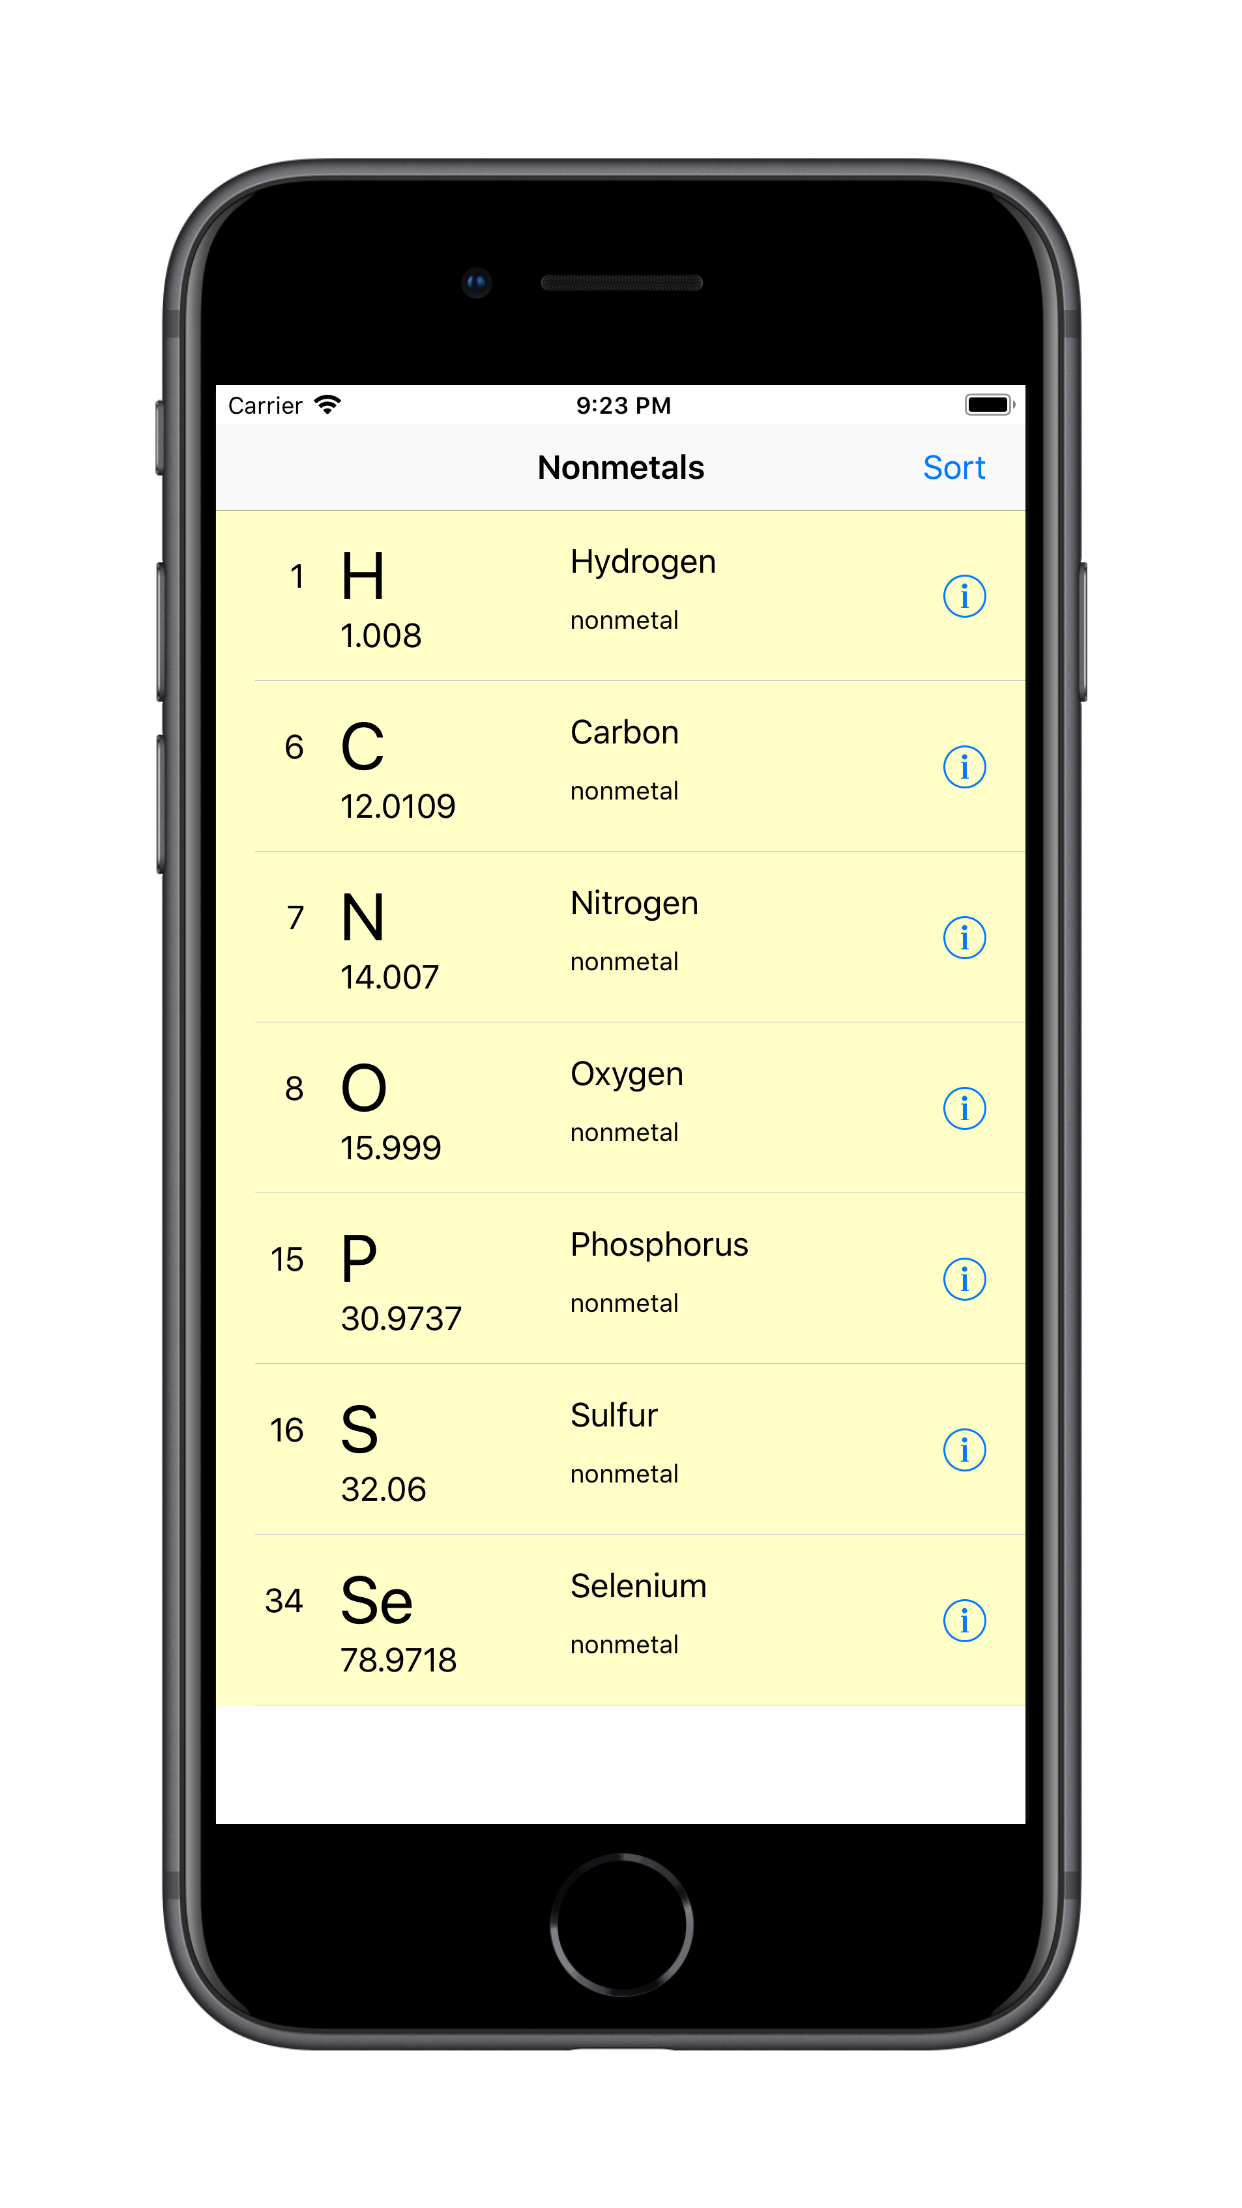 Carrier 9:23 PM
Nonmetals Sort
1 H Hydrogen
nonmetal
1.008
6 C Carbon
nonmetal
12.0109
7 N Nitrogen
nonmetal
14.007
8 O Oxygen
nonmetal
15.999
15 P Phosphorus
nonmetal
30.9737
16 S Sulfur
nonmetal
32.06
34 Se Selenium
nonmetal
78.9718